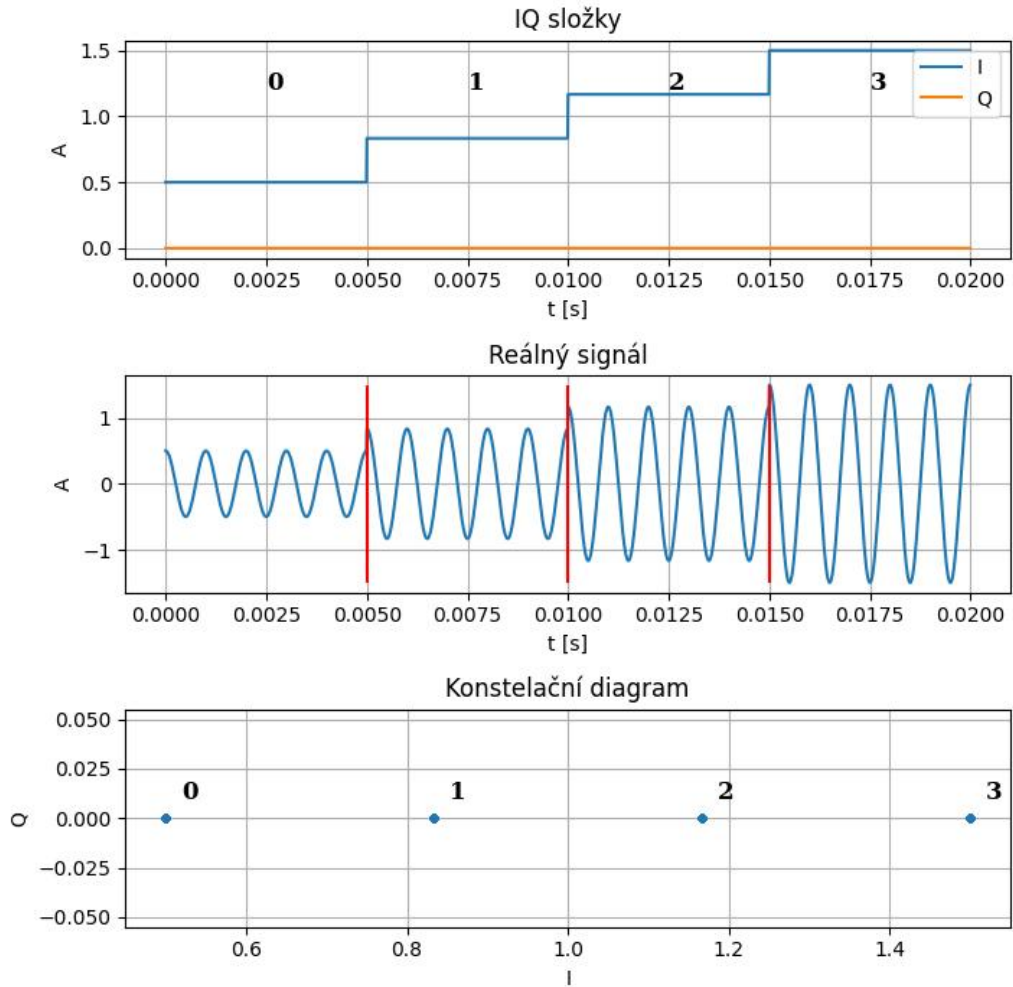 IQ složky
1.5
1.0
0.5
0.0
A
0 1 2 3
I
Q
0.0000 0.0025 0.0050 0.0075 0.0100 0.0125 0.0150 0.0175 0.0200
t [s]
Reálný signál
1
0
−1
A
0.0000 0.0025 0.0050 0.0075 0.0100 0.0125 0.0150 0.0175 0.0200
t [s]
Konstelační diagram
0.050
0.025
0.000
−0.025
−0.050
Q
0 1 2 3
0.6 0.8 1.0 1.2 1.4
I